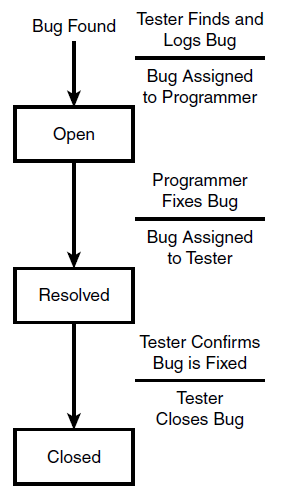 Bug Found
Tester Finds and
Logs Bug
Bug Assigned
to Programmer
Open
Programmer
Fixes Bug
Bug Assigned
to Tester
Resolved
Tester Confirms
Bug is Fixed
Tester
Closes Bug
Closed